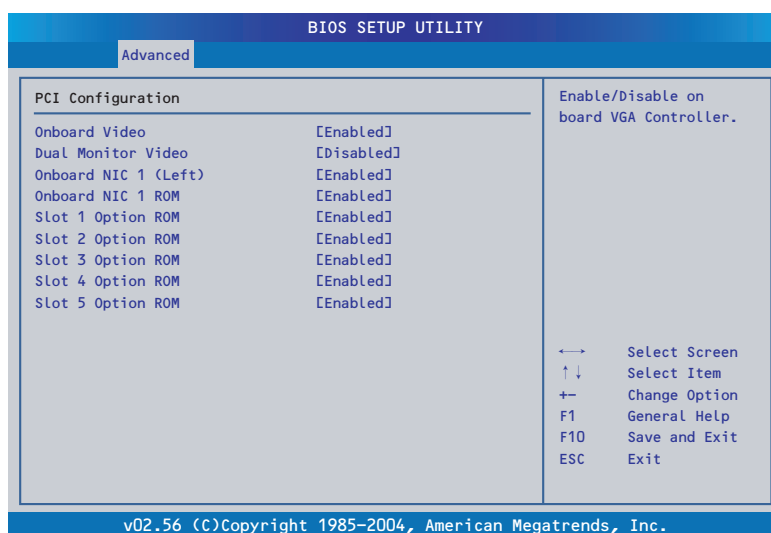 BIOS SETUP UTILITY
Advanced
PCI Configuration
Onboard Video [Enabled]
Dual Monitor Video [Disabled]
Onboard NIC 1 (Left) [Enabled]
Onboard NIC 1 ROM [Enabled]
Slot 1 Option ROM [Enabled]
Slot 2 Option ROM [Enabled]
Slot 3 Option ROM [Enabled]
Slot 4 Option ROM [Enabled]
Slot 5 Option ROM [Enabled]
Enable/Disable on
board VGA Controller.
←→ Select Screen
↑↓ Select Item
+- Change Option
F1 General Help
F10 Save and Exit
ESC Exit
v02.56 (C)Copyright 1985-2004, American Megatrends, Inc.